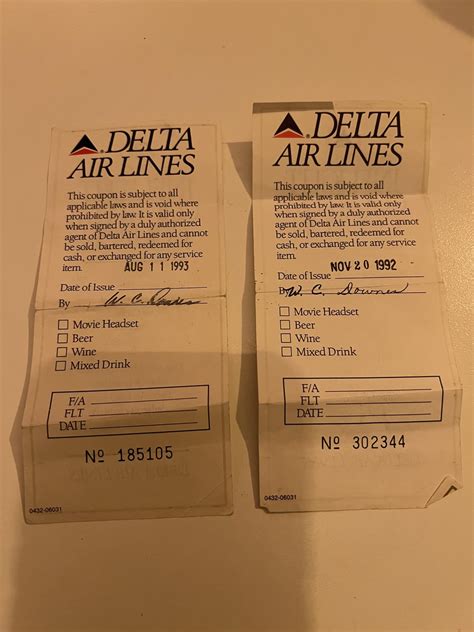 DELTA
AIR LINES
This coupon is subject to all
applicable laws and is void where
prohibited by law. It is valid only
when signed by a duly authorized
agent of Delta Air Lines and cannot
be sold, bartered, redeemed for
cash, or exchanged for any service
item.
AUG 11 1993
Date of Issue
By W. C. Downes
Movie Headset
Beer
Wine
Mixed Drink
F/A
FLT
DATE
Nº 185105
0432-06031
DELTA
AIR LINES
This coupon is subject to all
applicable laws and is void where
prohibited by law. It is valid only
when signed by a duly authorized
agent of Delta Air Lines and cannot
be sold, bartered, redeemed for
cash, or exchanged for any service
item.
NOV 20 1992
Date of Issue
By W. C. Downes
Movie Headset
Beer
Wine
Mixed Drink
F/A
FLT
DATE
Nº 302344
0432-06031